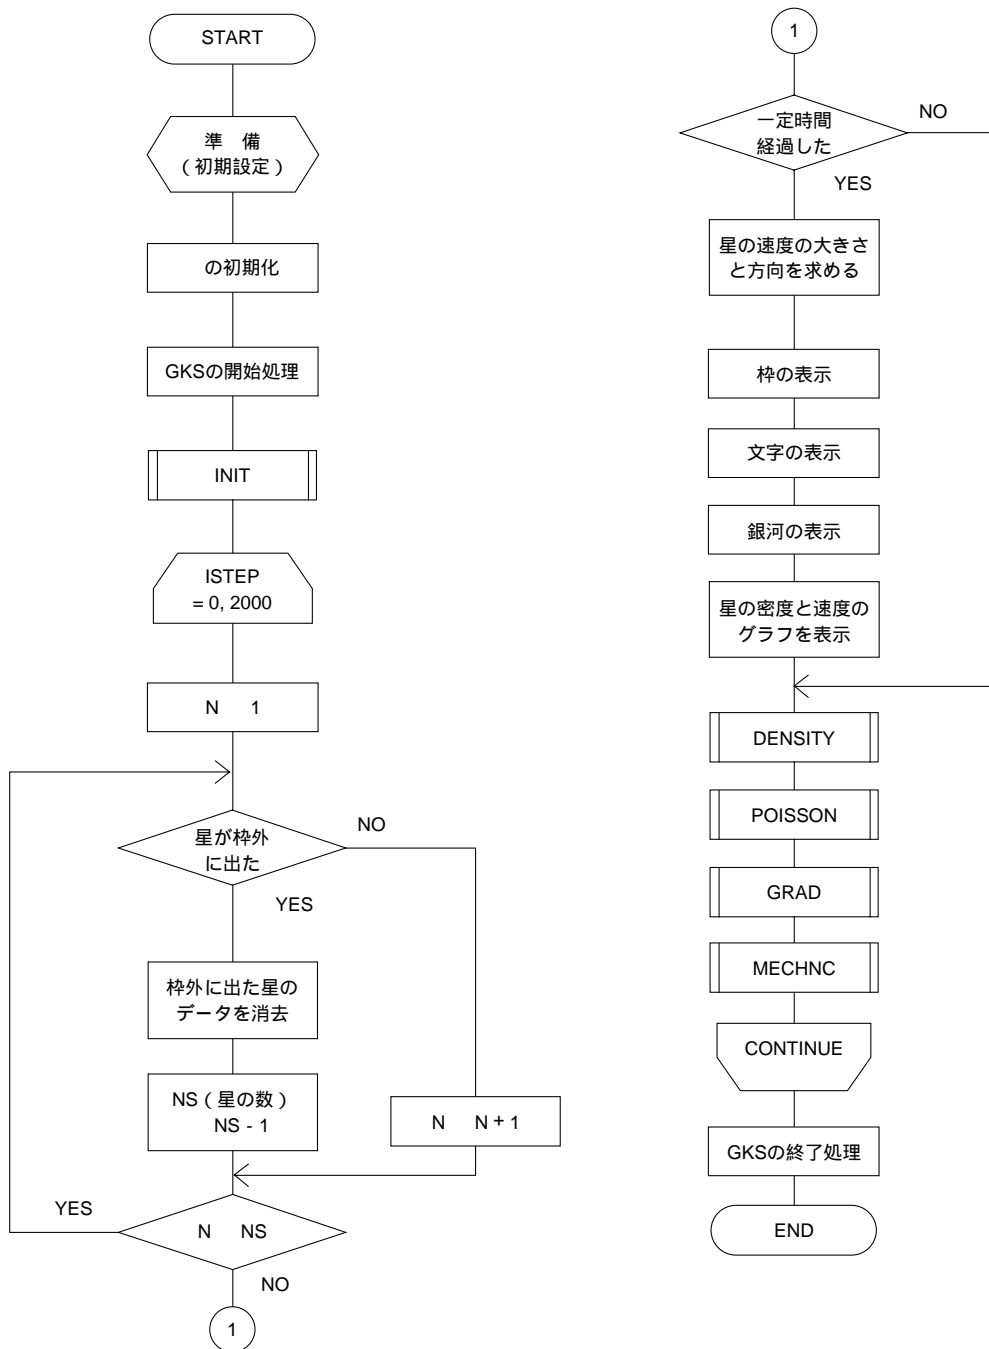 START
準 備
( 初期設定 )
の初期化
GKSの開始処理
INIT
ISTEP
= 0, 2000
N 1
星が枠外
に出た
NO
YES
枠外に出た星の
データを消去
NS ( 星の数 )
NS - 1
N N + 1
YES
N NS
NO
1
1
一定時間
経過した
NO
YES
星の速度の大きさ
と方向を求める
枠の表示
文字の表示
銀河の表示
星の密度と速度の
グラフを表示
DENSITY
POISSON
GRAD
MECHNC
CONTINUE
GKSの終了処理
END